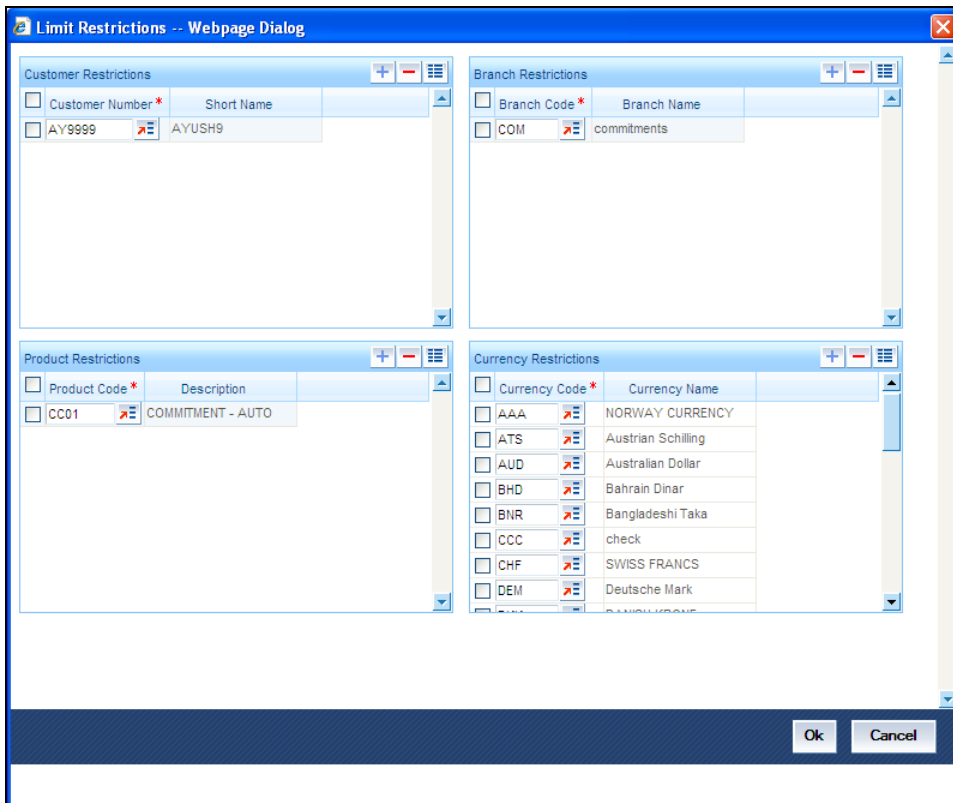 Limit Restrictions -- Webpage Dialog
Customer Restrictions
Customer Number * Short Name
AY9999 AYUSH9
Branch Restrictions
Branch Code * Branch Name
COM commitments
Product Restrictions
Product Code * Description
CC01 COMMITMENT - AUTO
Currency Restrictions
Currency Code * Currency Name
AAA NORWAY CURRENCY
ATS Austrian Schilling
AUD Australian Dollar
BHD Bahrain Dinar
BNR Bangladeshi Taka
CCC check
CHF SWISS FRANCS
DEM Deutsche Mark
Ok Cancel